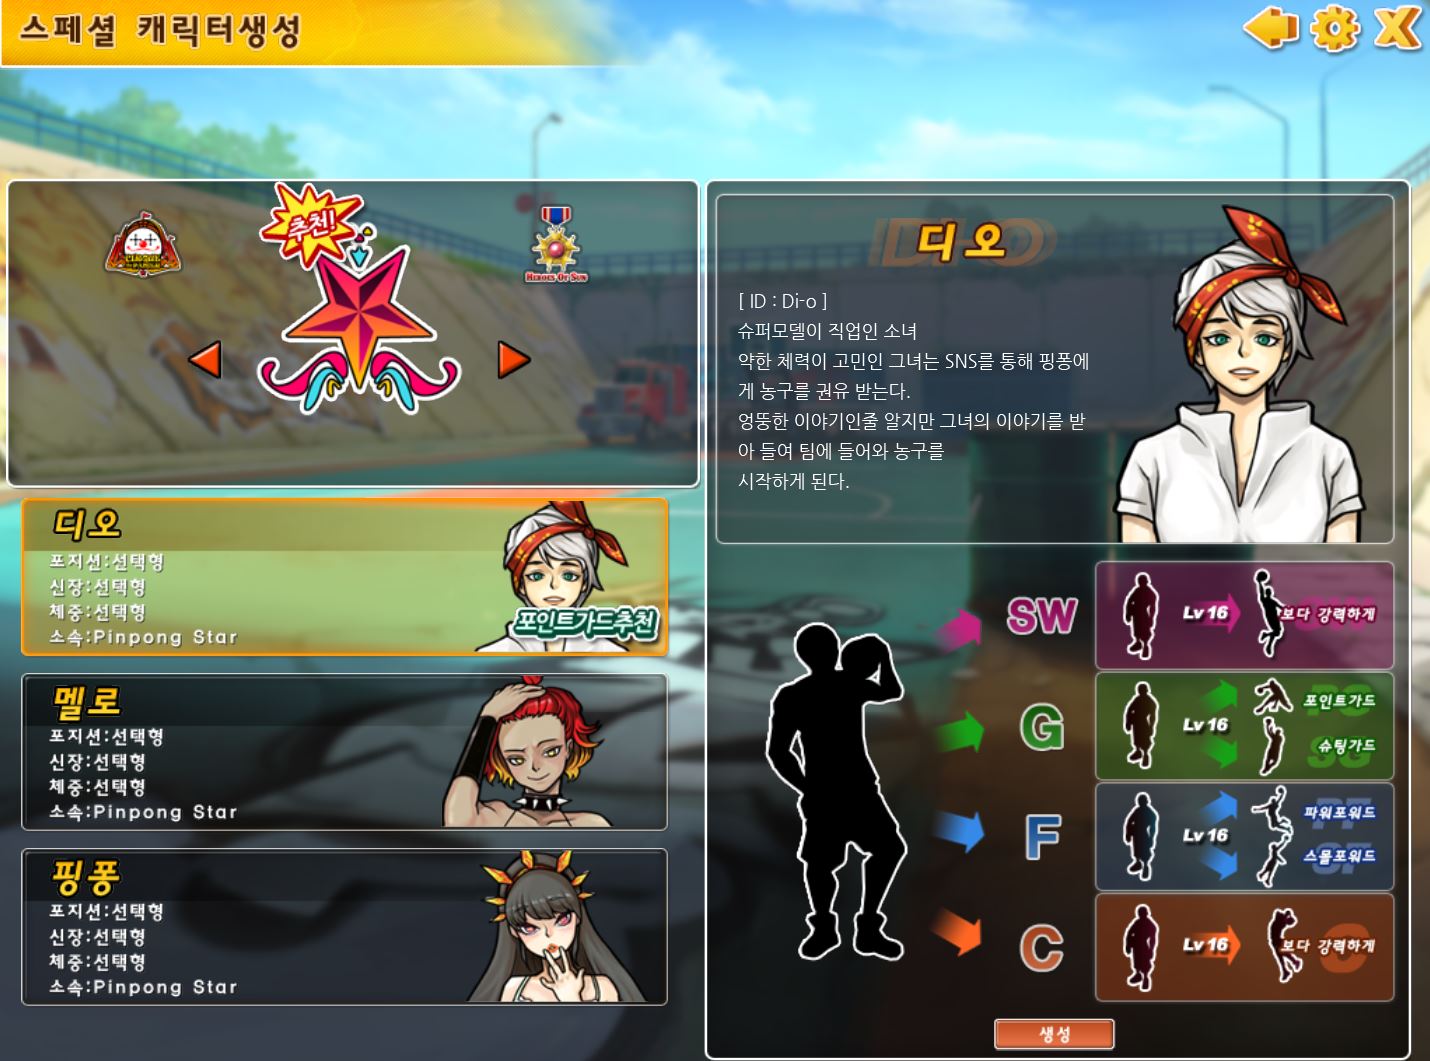 스페셜 캐릭터생성
추천!
HEROES OF SUN
디오
[ ID : Di-o ]
슈퍼모델이 직업인 소녀
약한 체력이 고민인 그녀는 SNS를 통해 핑퐁에
게 농구를 권유 받는다.
엉뚱한 이야기인줄 알지만 그녀의 이야기를 받
아 들여 팀에 들어와 농구를
시작하게 된다.
디오
포지션:선택형
신장:선택형
체중:선택형
소속:Pinpong Star
포인트가드추천
멜로
포지션:선택형
신장:선택형
체중:선택형
소속:Pinpong Star
핑퐁
포지션:선택형
신장:선택형
체중:선택형
소속:Pinpong Star
SW
Lv 16
보다 강력하게
G
Lv 16
포인트가드
슈팅가드
F
Lv 16
파워포워드
스몰포워드
C
Lv 16
보다 강력하게
생성